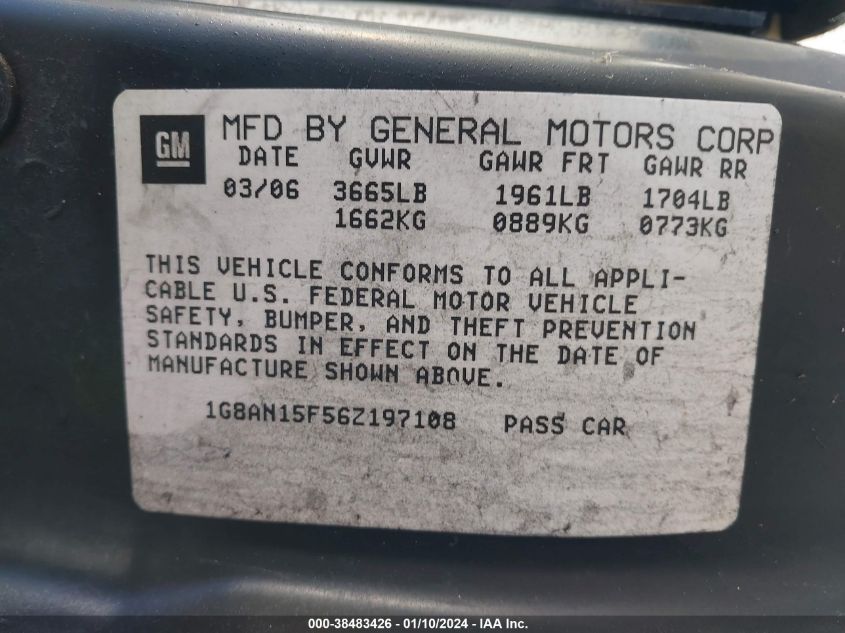 GM MFD BY GENERAL MOTORS CORP
DATE GVWR GAWR FRT GAWR RR
03/06 3665LB 1961LB 1704LB
1662KG 0889KG 0773KG
THIS VEHICLE CONFORMS TO ALL APPLI-
CABLE U.S. FEDERAL MOTOR VEHICLE
SAFETY, BUMPER, AND THEFT PREVENTION
STANDARDS IN EFFECT ON THE DATE OF
MANUFACTURE SHOWN ABOVE.
1G8AN15F56Z197108 PASS CAR
000-38483426 - 01/10/2024 - IAA Inc.